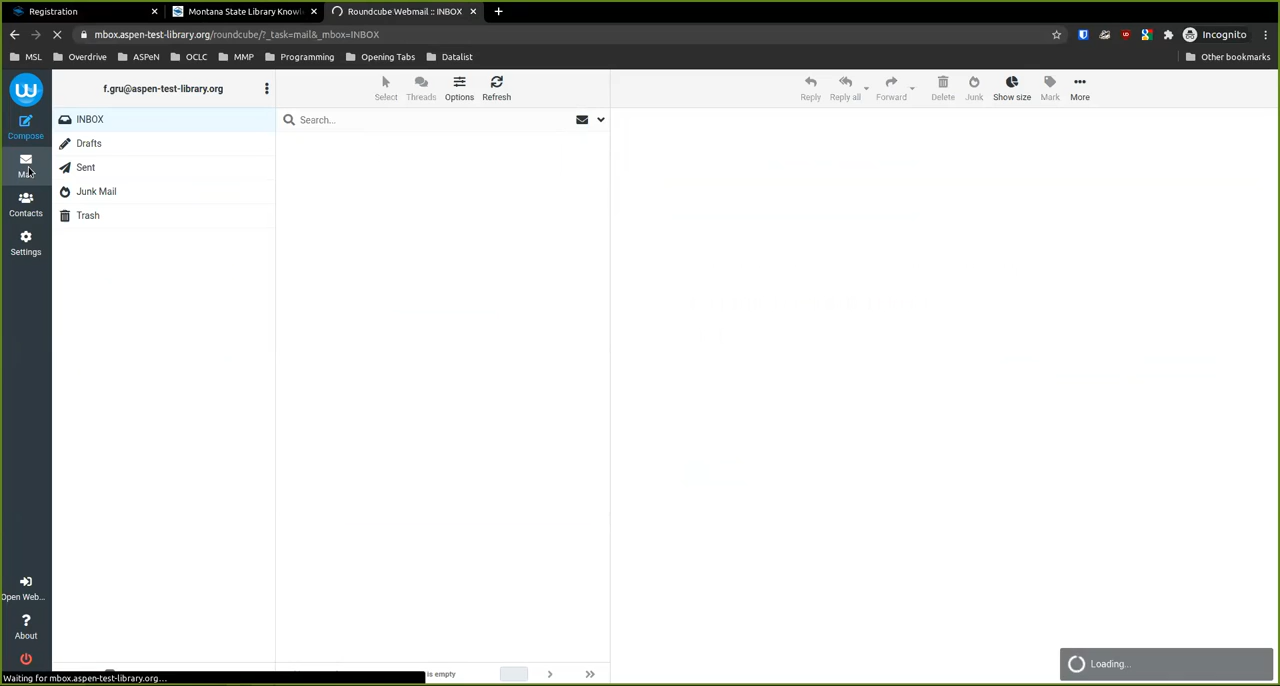 Registration
Montana State Library Knowle
Roundcube Webmail :: INBOX
mbox.aspen-test-library.org/roundcube/?_task=mail&_mbox=INBOX
Incognito
MSL
Overdrive
ASPeN
OCLC
MMP
Programming
Opening Tabs
Datalist
Other bookmarks
f.gru@aspen-test-library.org
Select
Threads
Options
Refresh
Reply
Reply all
Forward
Delete
Junk
Show size
Mark
More
Compose
Contacts
Settings
INBOX
Drafts
Sent
Junk Mail
Trash
Search...
Open Web...
About
is empty
Loading...
Waiting for mbox.aspen-test-library.org...